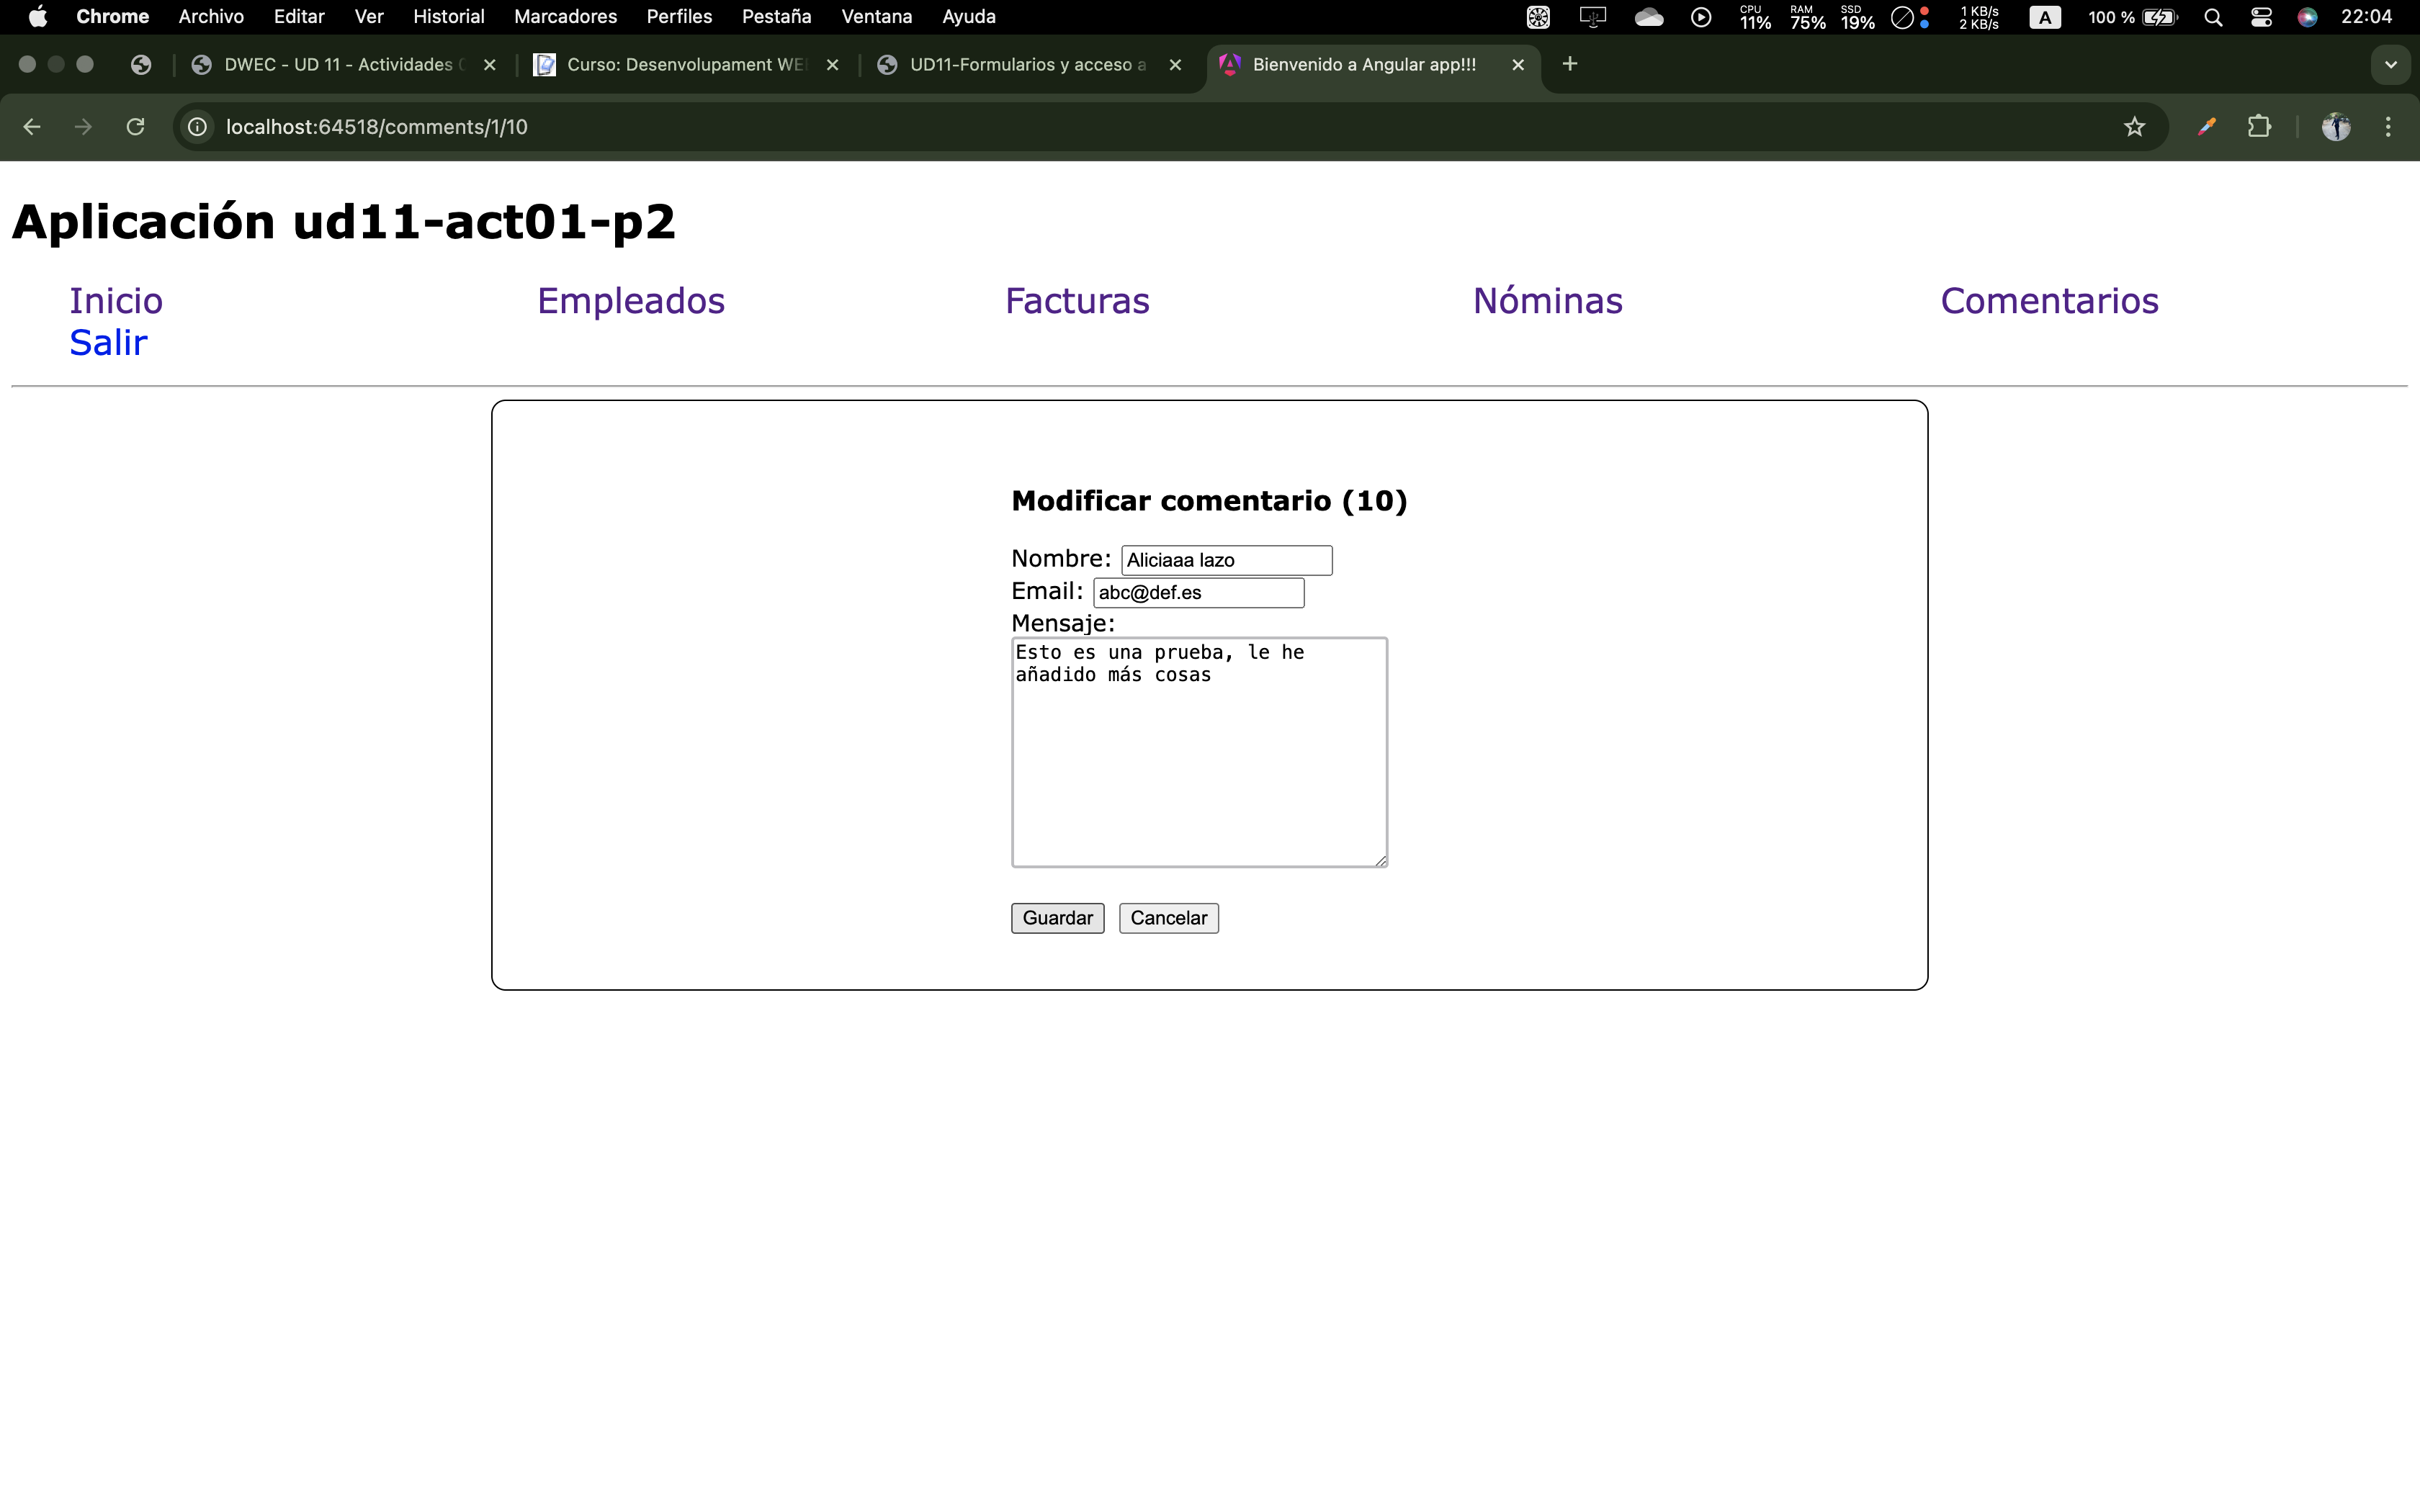 Chrome Archivo Editar Ver Historial Marcadores Perfiles Pestaña Ventana Ayuda CPU 11% RAM 75% SSD 19% 1 KB/s 2 KB/s A 100 % 22:04
DWEC - UD 11 - Actividades Curso: Desenvolupament WE UD11-Formularios y acceso a Bienvenido a Angular app!!!
localhost:64518/comments/1/10
Aplicación ud11-act01-p2
Inicio Empleados Facturas Nóminas Comentarios
Salir
Modificar comentario (10)
Nombre: Aliciaaa lazo
Email: abc@def.es
Mensaje:
Esto es una prueba, le he
añadido más cosas
Guardar Cancelar